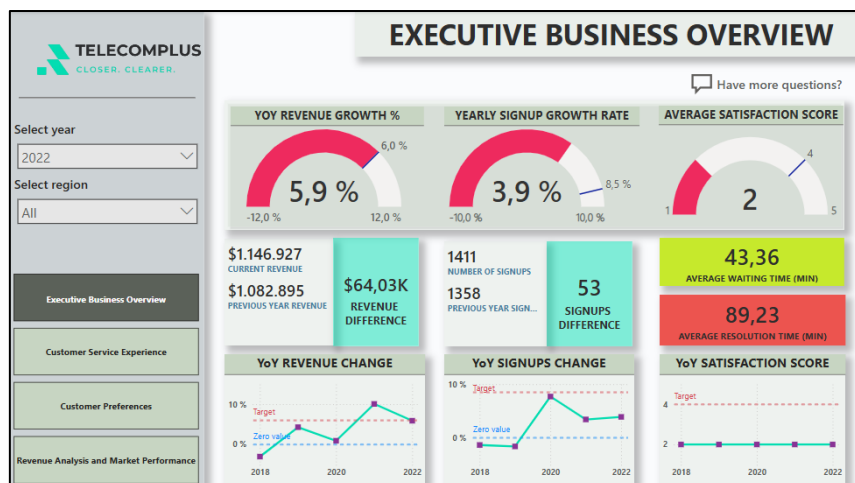 TELECOMPLUS
CLOSER. CLEARER.
EXECUTIVE BUSINESS OVERVIEW
Have more questions?
Select year
2022
Select region
All
Executive Business Overview
Customer Service Experience
Customer Preferences
Revenue Analysis and Market Performance
YOY REVENUE GROWTH %
6,0 %
5,9 %
-12,0 %
12,0 %
YEARLY SIGNUP GROWTH RATE
8,5 %
3,9 %
-10,0 %
10,0 %
AVERAGE SATISFACTION SCORE
4
2
1
5
$1.146.927
CURRENT REVENUE
$1.082.895
PREVIOUS YEAR REVENUE
$64,03K
REVENUE
DIFFERENCE
1411
NUMBER OF SIGNUPS
1358
PREVIOUS YEAR SIGN...
53
SIGNUPS
DIFFERENCE
43,36
AVERAGE WAITING TIME (MIN)
89,23
AVERAGE RESOLUTION TIME (MIN)
YoY REVENUE CHANGE
10 %
Target
Zero value
0 %
2018 2020 2022
YoY SIGNUPS CHANGE
10 %
Target
Zero value
0 %
2018 2020 2022
YoY SATISFACTION SCORE
Target
4
2
2018 2020 2022